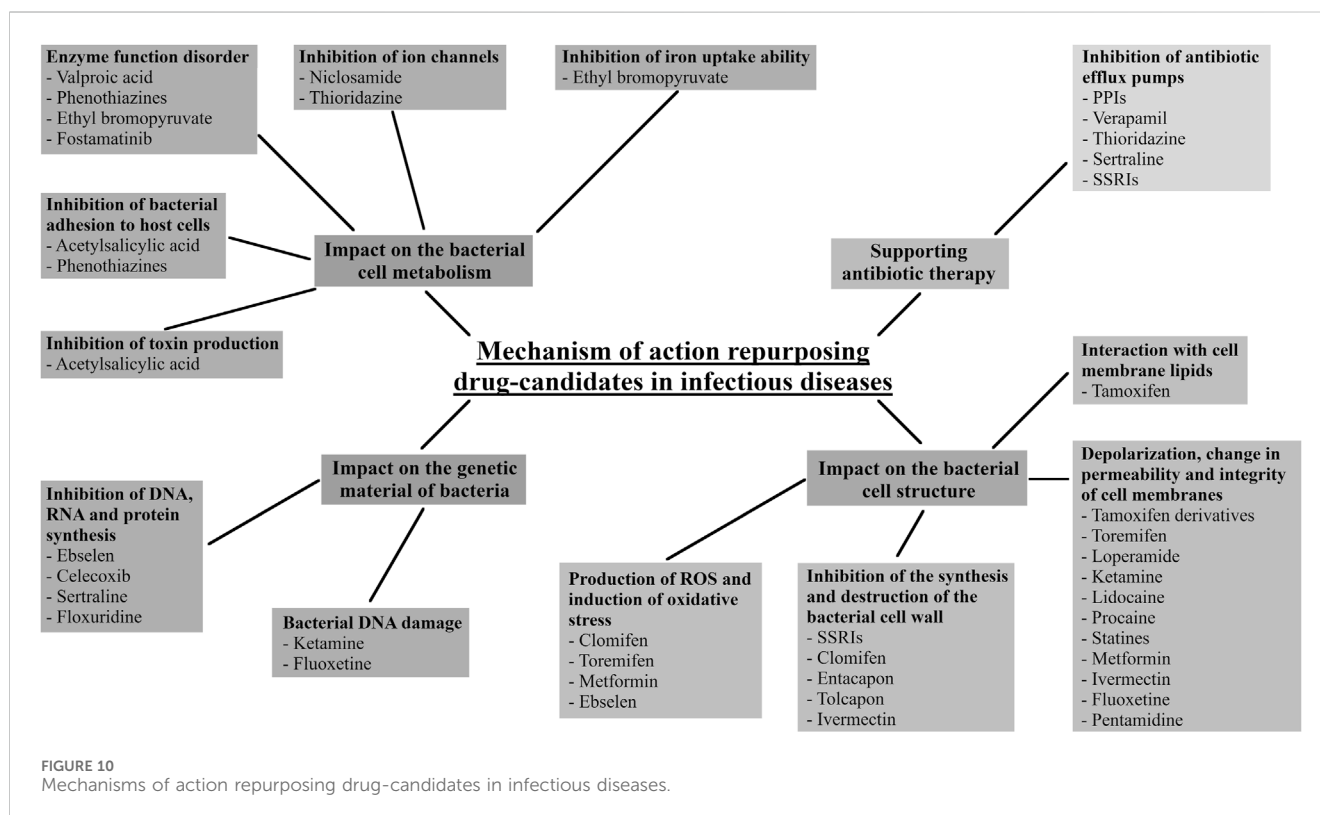 Enzyme function disorder
- Valproic acid
- Phenothiazines
- Ethyl bromopyruvate
- Fostamatinib
Inhibition of ion channels
- Niclosamide
- Thioridazine
Inhibition of iron uptake ability
- Ethyl bromopyruvate
Inhibition of antibiotic
efflux pumps
- PPIs
- Verapamil
- Thioridazine
- Sertraline
- SSRIs
Inhibition of bacterial
adhesion to host cells
- Acetylsalicylic acid
- Phenothiazines
Impact on the bacterial
cell metabolism
Supporting
antibiotic therapy
Inhibition of toxin production
- Acetylsalicylic acid
Mechanism of action repurposing
drug-candidates in infectious diseases
Interaction with cell
membrane lipids
- Tamoxifen
Impact on the genetic
material of bacteria
Impact on the bacterial
cell structure
Inhibition of DNA,
RNA and protein
synthesis
- Ebselen
- Celecoxib
- Sertraline
- Floxuridine
Bacterial DNA damage
- Ketamine
- Fluoxetine
Production of ROS and
induction of oxidative
stress
- Clomifen
- Toremifen
- Metformin
- Ebselen
Inhibition of the synthesis
and destruction of the
bacterial cell wall
- SSRIs
- Clomifen
- Entacapon
- Tolcapon
- Ivermectin
Depolarization, change in
permeability and integrity
of cell membranes
- Tamoxifen derivatives
- Toremifen
- Loperamide
- Ketamine
- Lidocaine
- Procaine
- Statines
- Metformin
- Ivermectin
- Fluoxetine
- Pentamidine
FIGURE 10
Mechanisms of action repurposing drug-candidates in infectious diseases.